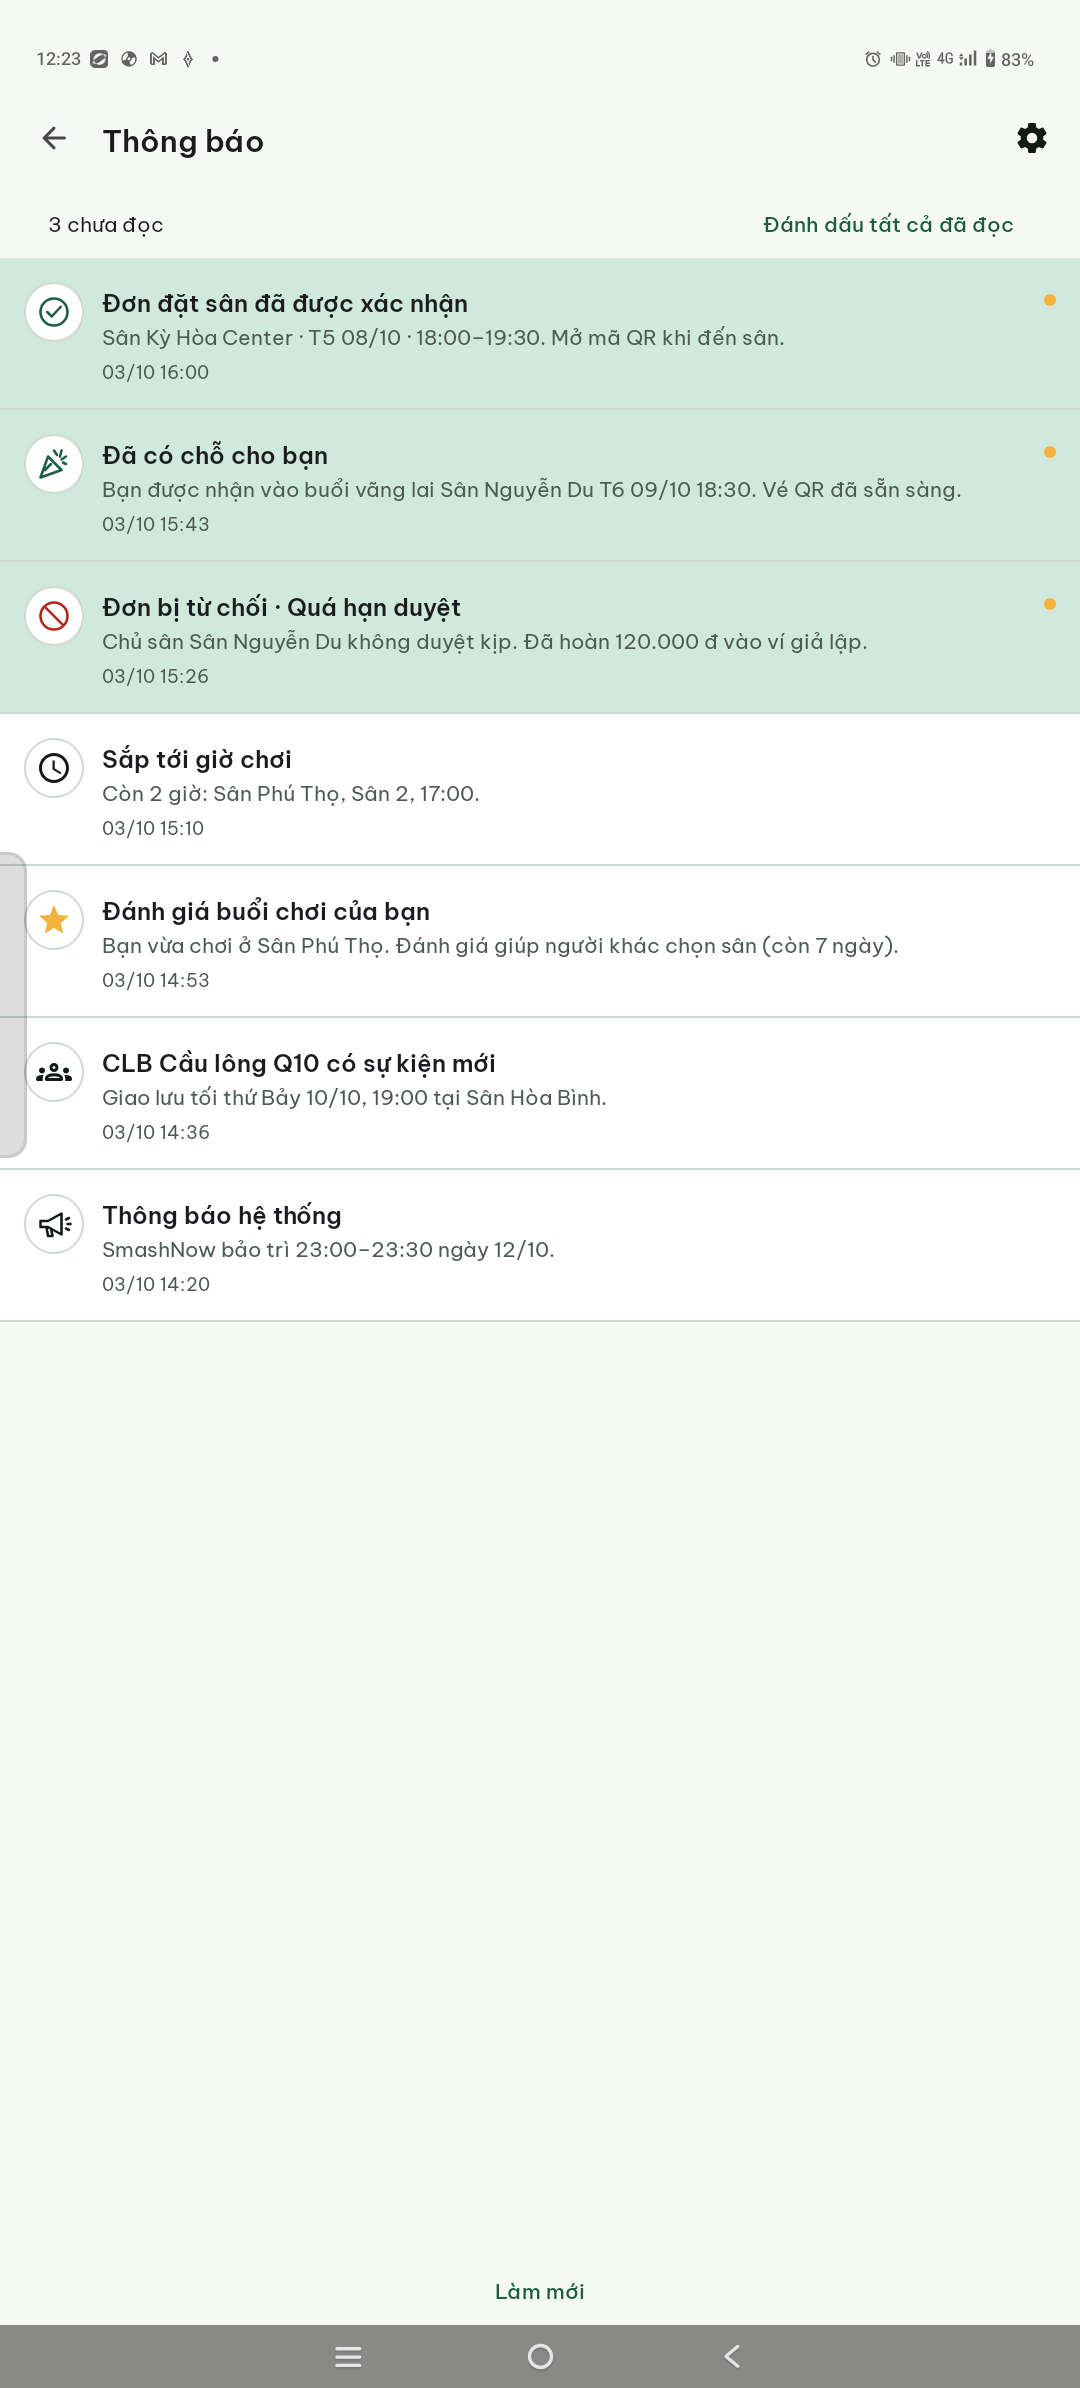 12:23
VoLTE 4G 83%
Thông báo
3 chưa đọc
Đánh dấu tất cả đã đọc
Đơn đặt sân đã được xác nhận
Sân Kỳ Hòa Center · T5 08/10 · 18:00–19:30. Mở mã QR khi đến sân.
03/10 16:00
Đã có chỗ cho bạn
Bạn được nhận vào buổi vãng lai Sân Nguyễn Du T6 09/10 18:30. Vé QR đã sẵn sàng.
03/10 15:43
Đơn bị từ chối · Quá hạn duyệt
Chủ sân Sân Nguyễn Du không duyệt kịp. Đã hoàn 120.000 đ vào ví giả lập.
03/10 15:26
Sắp tới giờ chơi
Còn 2 giờ: Sân Phú Thọ, Sân 2, 17:00.
03/10 15:10
Đánh giá buổi chơi của bạn
Bạn vừa chơi ở Sân Phú Thọ. Đánh giá giúp người khác chọn sân (còn 7 ngày).
03/10 14:53
CLB Cầu lông Q10 có sự kiện mới
Giao lưu tối thứ Bảy 10/10, 19:00 tại Sân Hòa Bình.
03/10 14:36
Thông báo hệ thống
SmashNow bảo trì 23:00–23:30 ngày 12/10.
03/10 14:20
Làm mới